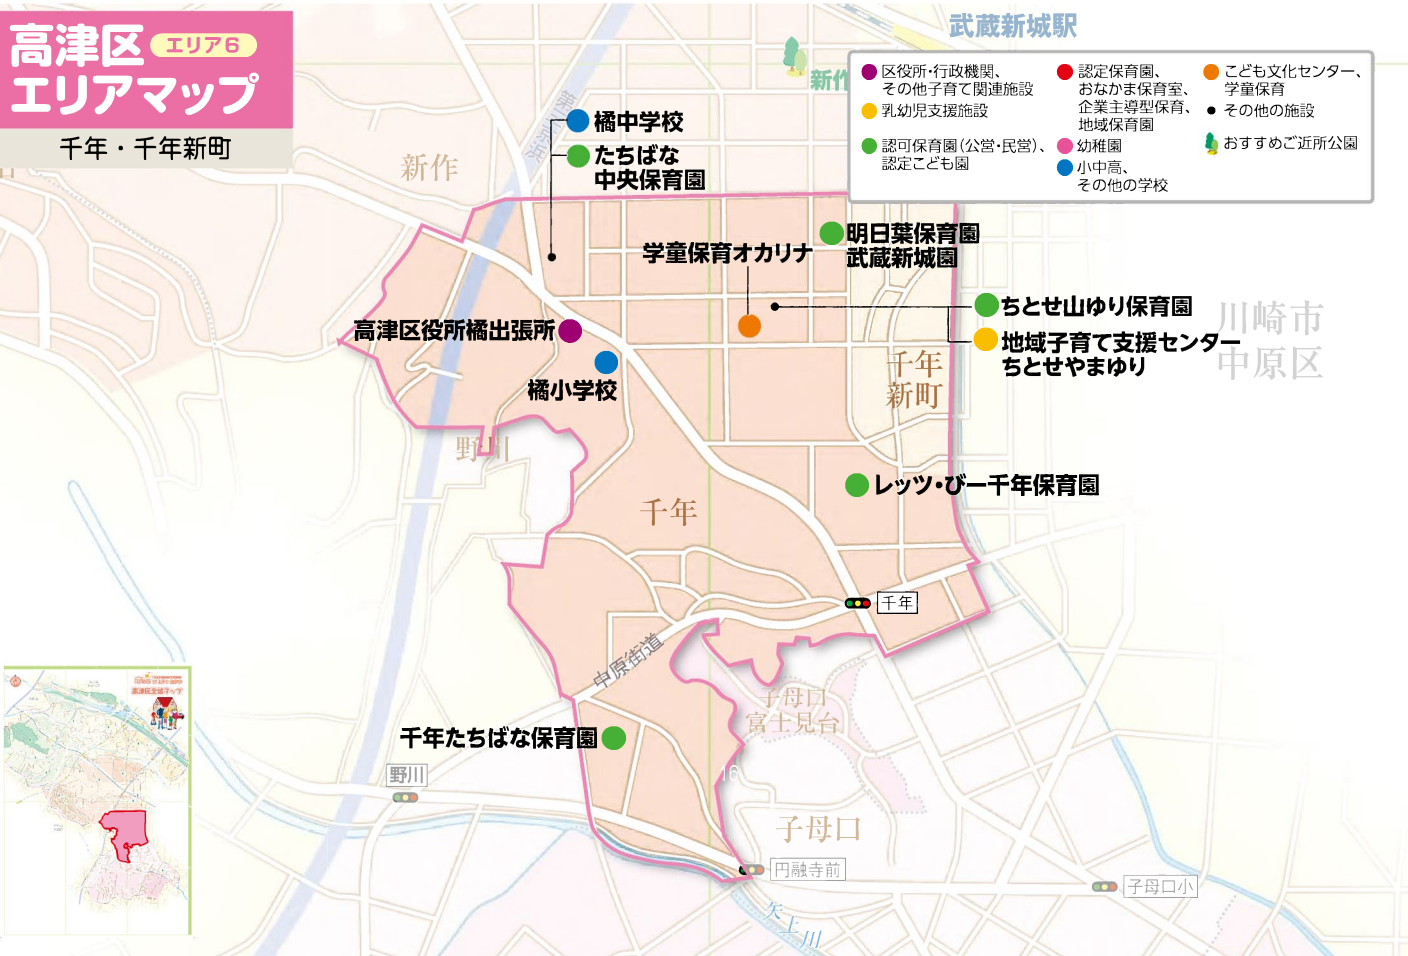 高津区 エリア6
エリアマップ
千年・千年新町
武蔵新城駅
新作
区役所・行政機関、
その他子育て関連施設
乳幼児支援施設
認可保育園(公営・民営)、
認定こども園
認定保育園、
おなかま保育室、
企業主導型保育、
地域保育園
幼稚園
小中高、
その他の学校
こども文化センター、
学童保育
その他の施設
おすすめご近所公園
橘中学校
たちばな
中央保育園
新作
明日葉保育園
武蔵新城園
学童保育オカリナ
ちとせ山ゆり保育園
地域子育て支援センター
ちとせやまゆり
川崎市
中原区
高津区役所橘出張所
橘小学校
千年
新町
野川
レッツ・びー千年保育園
千年
千年
中原街道
子母口
富士見台
千年たちばな保育園
野川
16
子母口
円融寺前
子母口小
矢上川
高津区全域マップ